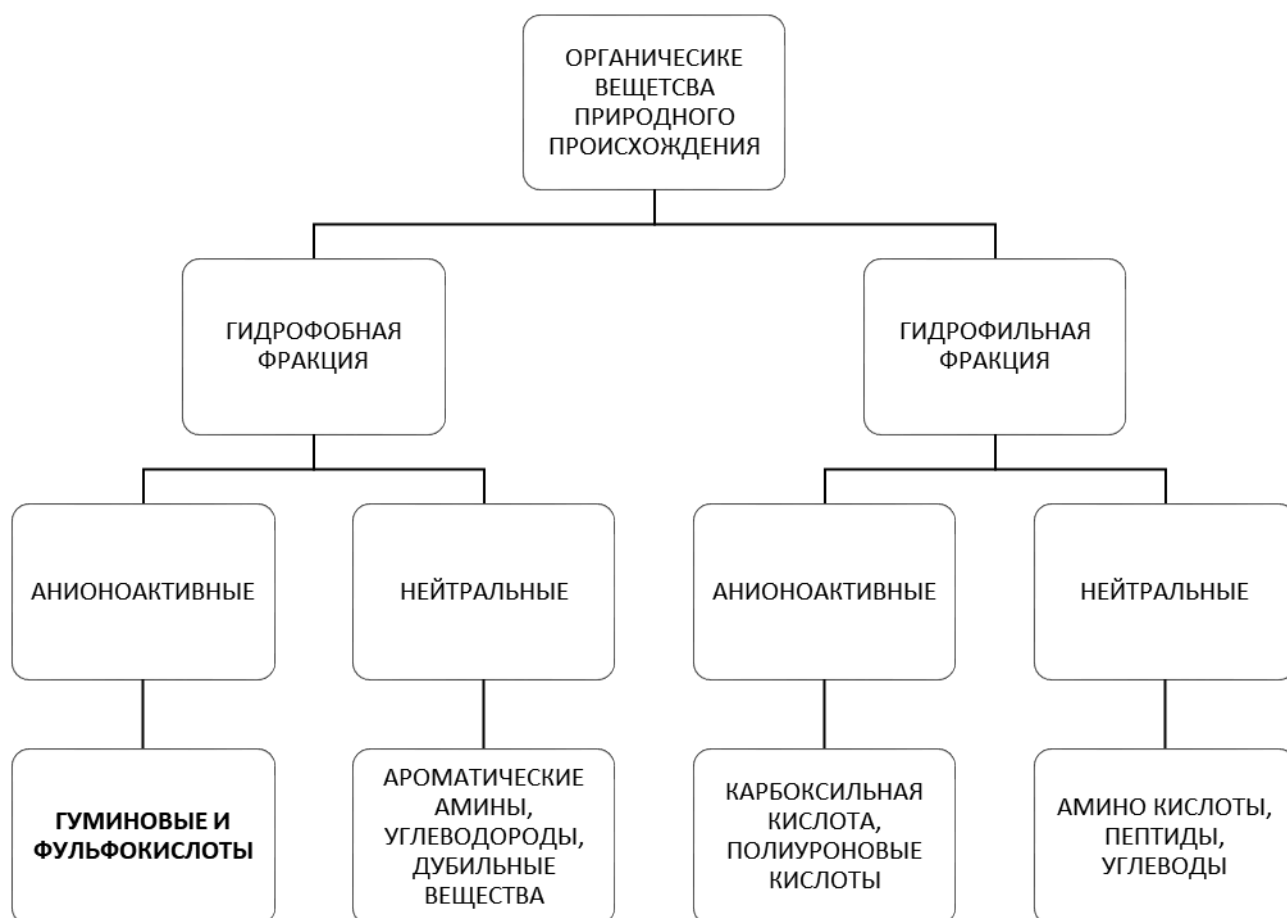 ОРГАНИЧЕСИКЕ
ВЕЩЕТСВА
ПРИРОДНОГО
ПРОИСХОЖДЕНИЯ
ГИДРОФОБНАЯ
ФРАКЦИЯ
ГИДРОФИЛЬНАЯ
ФРАКЦИЯ
АНИОНОАКТИВНЫЕ
НЕЙТРАЛЬНЫЕ
АНИОНОАКТИВНЫЕ
НЕЙТРАЛЬНЫЕ
ГУМИНОВЫЕ И
ФУЛЬФОКИСЛОТЫ
АРОМАТИЧЕСКИЕ
АМИНЫ,
УГЛЕВОДОРОДЫ,
ДУБИЛЬНЫЕ
ВЕЩЕСТВА
КАРБОКСИЛЬНАЯ
КИСЛОТА,
ПОЛИУРОНОВЫЕ
КИСЛОТЫ
АМИНО КИСЛОТЫ,
ПЕПТИДЫ,
УГЛЕВОДЫ